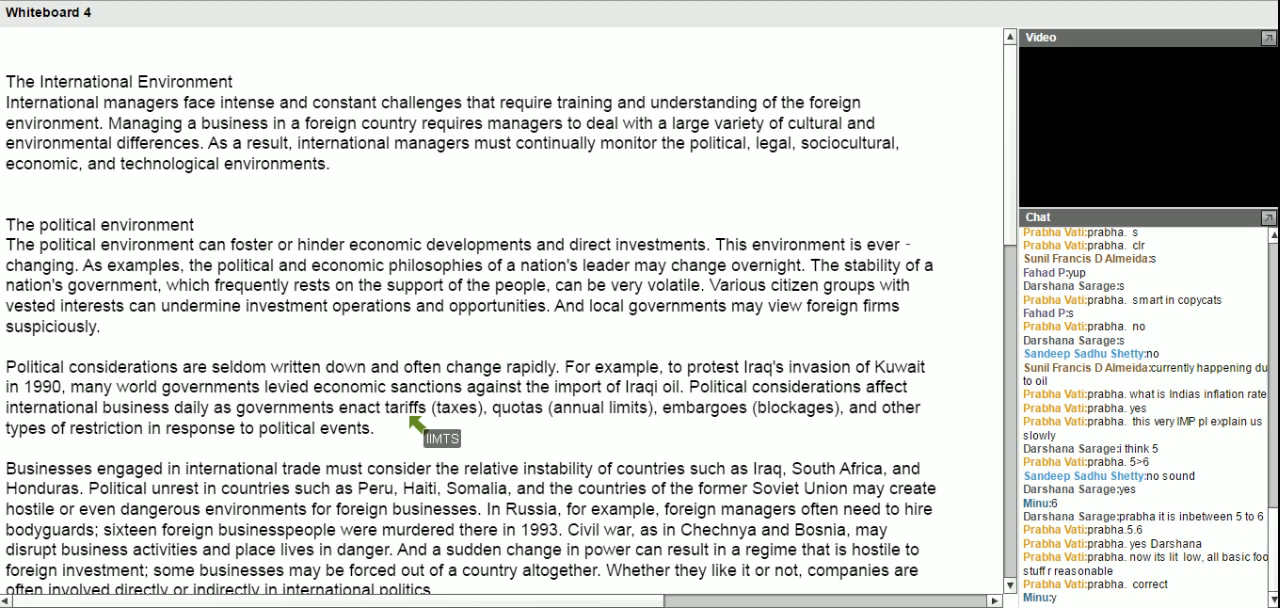 Whiteboard 4
The International Environment
International managers face intense and constant challenges that require training and understanding of the foreign
environment. Managing a business in a foreign country requires managers to deal with a large variety of cultural and
environmental differences. As a result, international managers must continually monitor the political, legal, sociocultural,
economic, and technological environments.
The political environment
The political environment can foster or hinder economic developments and direct investments. This environment is ever -
changing. As examples, the political and economic philosophies of a nation's leader may change overnight. The stability of a
nation's government, which frequently rests on the support of the people, can be very volatile. Various citizen groups with
vested interests can undermine investment operations and opportunities. And local governments may view foreign firms
suspiciously.
Political considerations are seldom written down and often change rapidly. For example, to protest Iraq's invasion of Kuwait
in 1990, many world governments levied economic sanctions against the import of Iraqi oil. Political considerations affect
international business daily as governments enact tariffs (taxes), quotas (annual limits), embargoes (blockages), and other
types of restriction in response to political events.
IIMTS
Businesses engaged in international trade must consider the relative instability of countries such as Iraq, South Africa, and
Honduras. Political unrest in countries such as Peru, Haiti, Somalia, and the countries of the former Soviet Union may create
hostile or even dangerous environments for foreign businesses. In Russia, for example, foreign managers often need to hire
bodyguards; sixteen foreign businesspeople were murdered there in 1993. Civil war, as in Chechnya and Bosnia, may
disrupt business activities and place lives in danger. And a sudden change in power can result in a regime that is hostile to
foreign investment; some businesses may be forced out of a country altogether. Whether they like it or not, companies are
often involved directly or indirectly in international politics
Video
Chat
Prabha Vati:prabha. s
Prabha Vati:prabha. clr
Sunil Francis D Almeida:s
Fahad P:yup
Darshana Sarage:s
Prabha Vati:prabha. smart in copycats
Fahad P:s
Prabha Vati:prabha. no
Darshana Sarage:s
Sandeep Sadhu Shetty:no
Sunil Francis D Almeida:currently happening du
to oil
Prabha Vati:prabha. what is Indias inflation rate
Prabha Vati:prabha. yes
Prabha Vati:prabha. this very IMP pl explain us
slowly
Darshana Sarage:i think 5
Prabha Vati:prabha. 5>6
Sandeep Sadhu Shetty:no sound
Darshana Sarage:yes
Minu:6
Darshana Sarage:prabha it is inbetween 5 to 6
Prabha Vati:prabha.5.6
Prabha Vati:prabha. yes Darshana
Prabha Vati:prabha. now its lit low, all basic foo
stuff r reasonable
Prabha Vati:prabha. correct
Minu:y